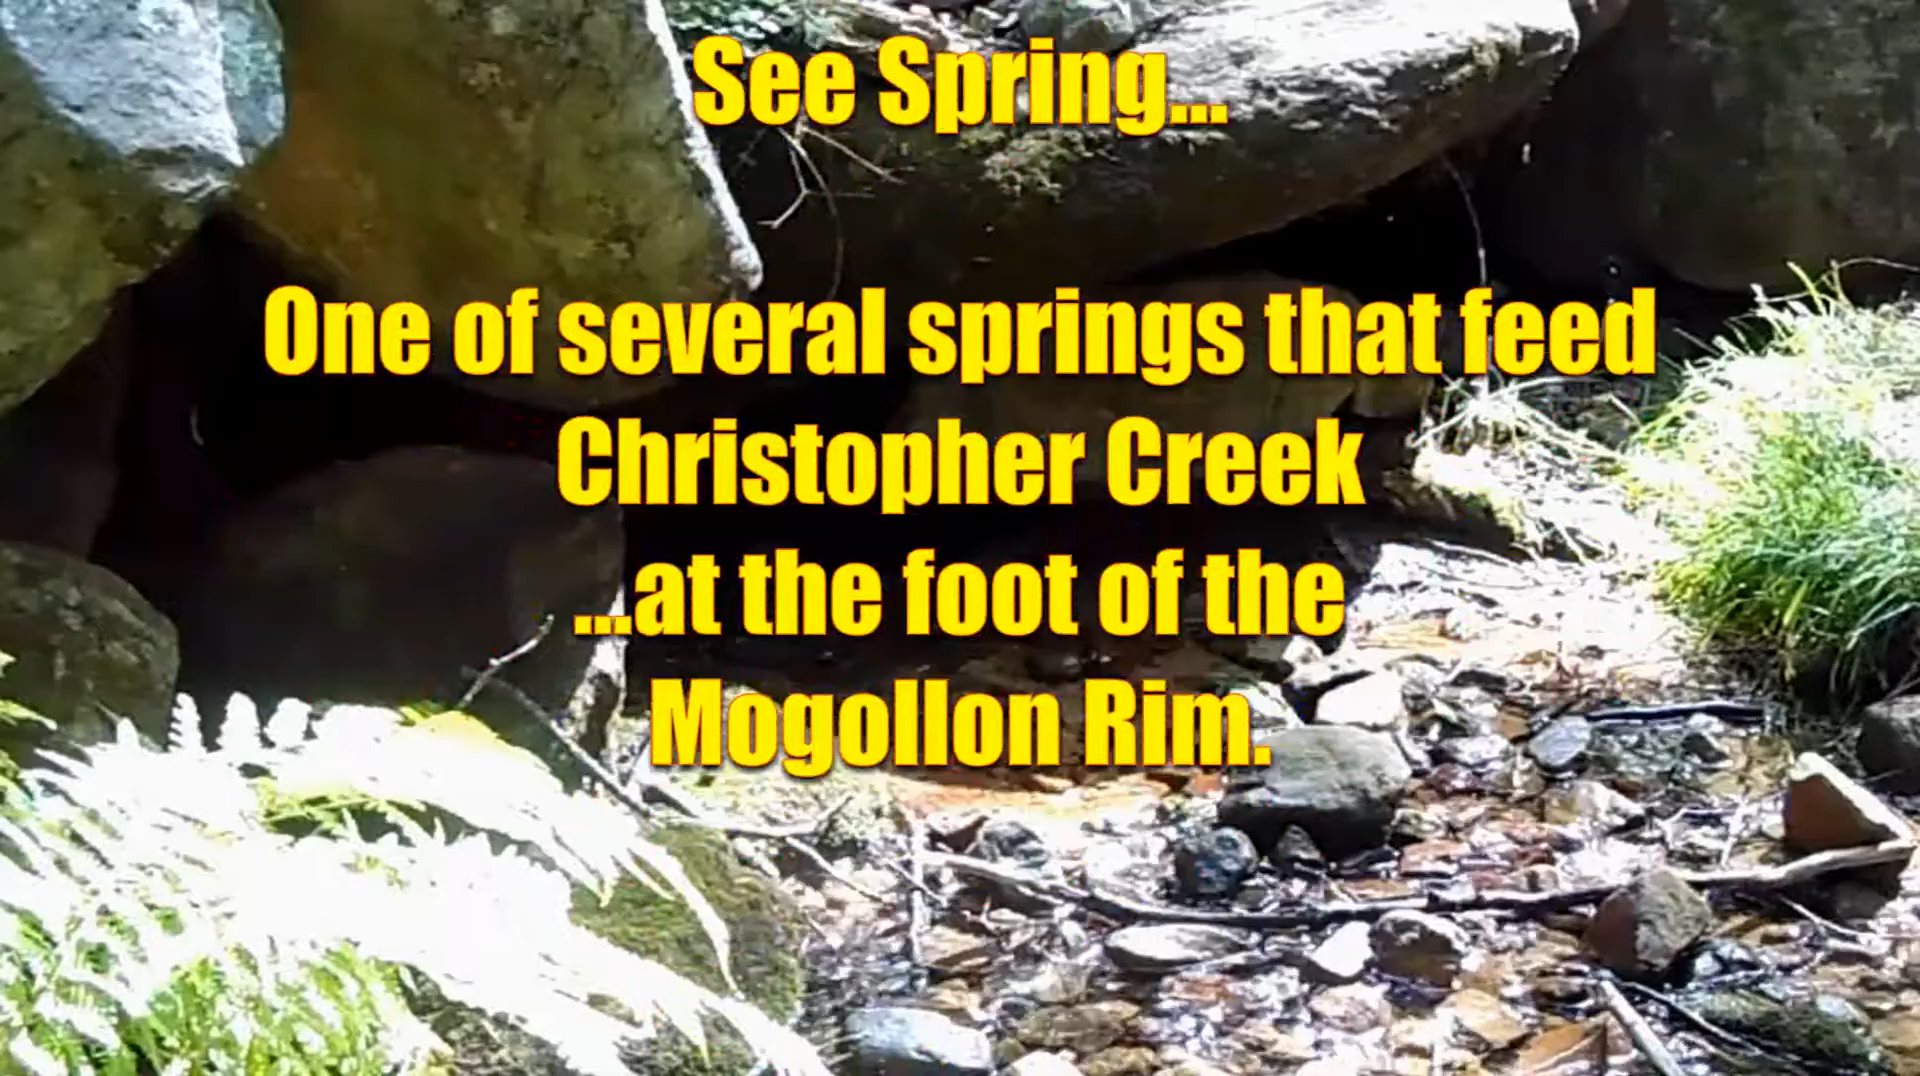 See Spring...
One of several springs that feed
Christopher Creek
...at the foot of the
Mogollon Rim.